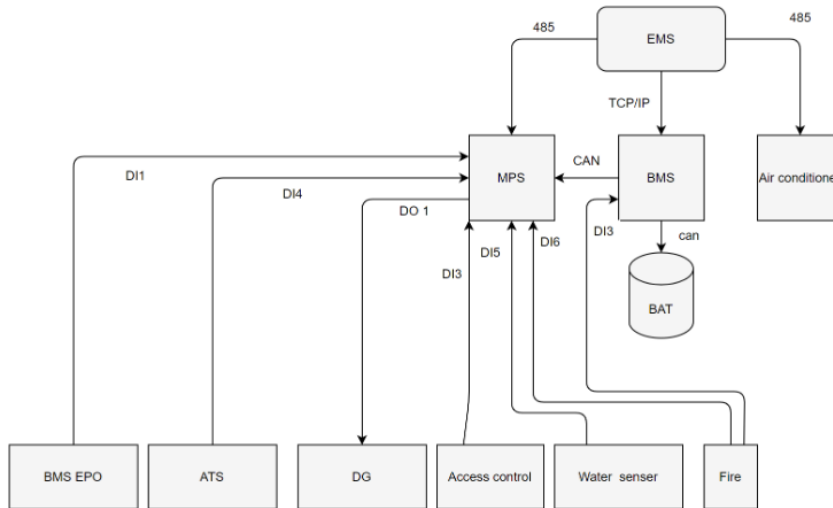 485
EMS
485
TCP/IP
MPS
CAN
BMS
Air conditione
DI1
DI4
DO 1
DI3
DI5
DI6
DI3
can
BAT
BMS EPO
ATS
DG
Access control
Water senser
Fire